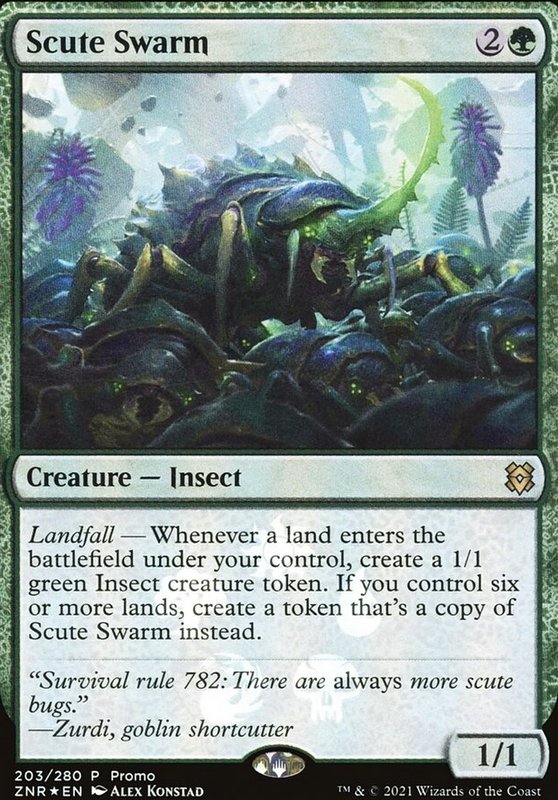 Scute Swarm
2
Creature — Insect
Landfall — Whenever a land enters the
battlefield under your control, create a 1/1
green Insect creature token. If you control six
or more lands, create a token that's a copy of
Scute Swarm instead.
“Survival rule 782: There are always more scute
bugs.”
—Zurdi, goblin shortcutter
1/1
203/280 P Promo
ZNR★EN Alex Konstad
™ & © 2021 Wizards of the Coast